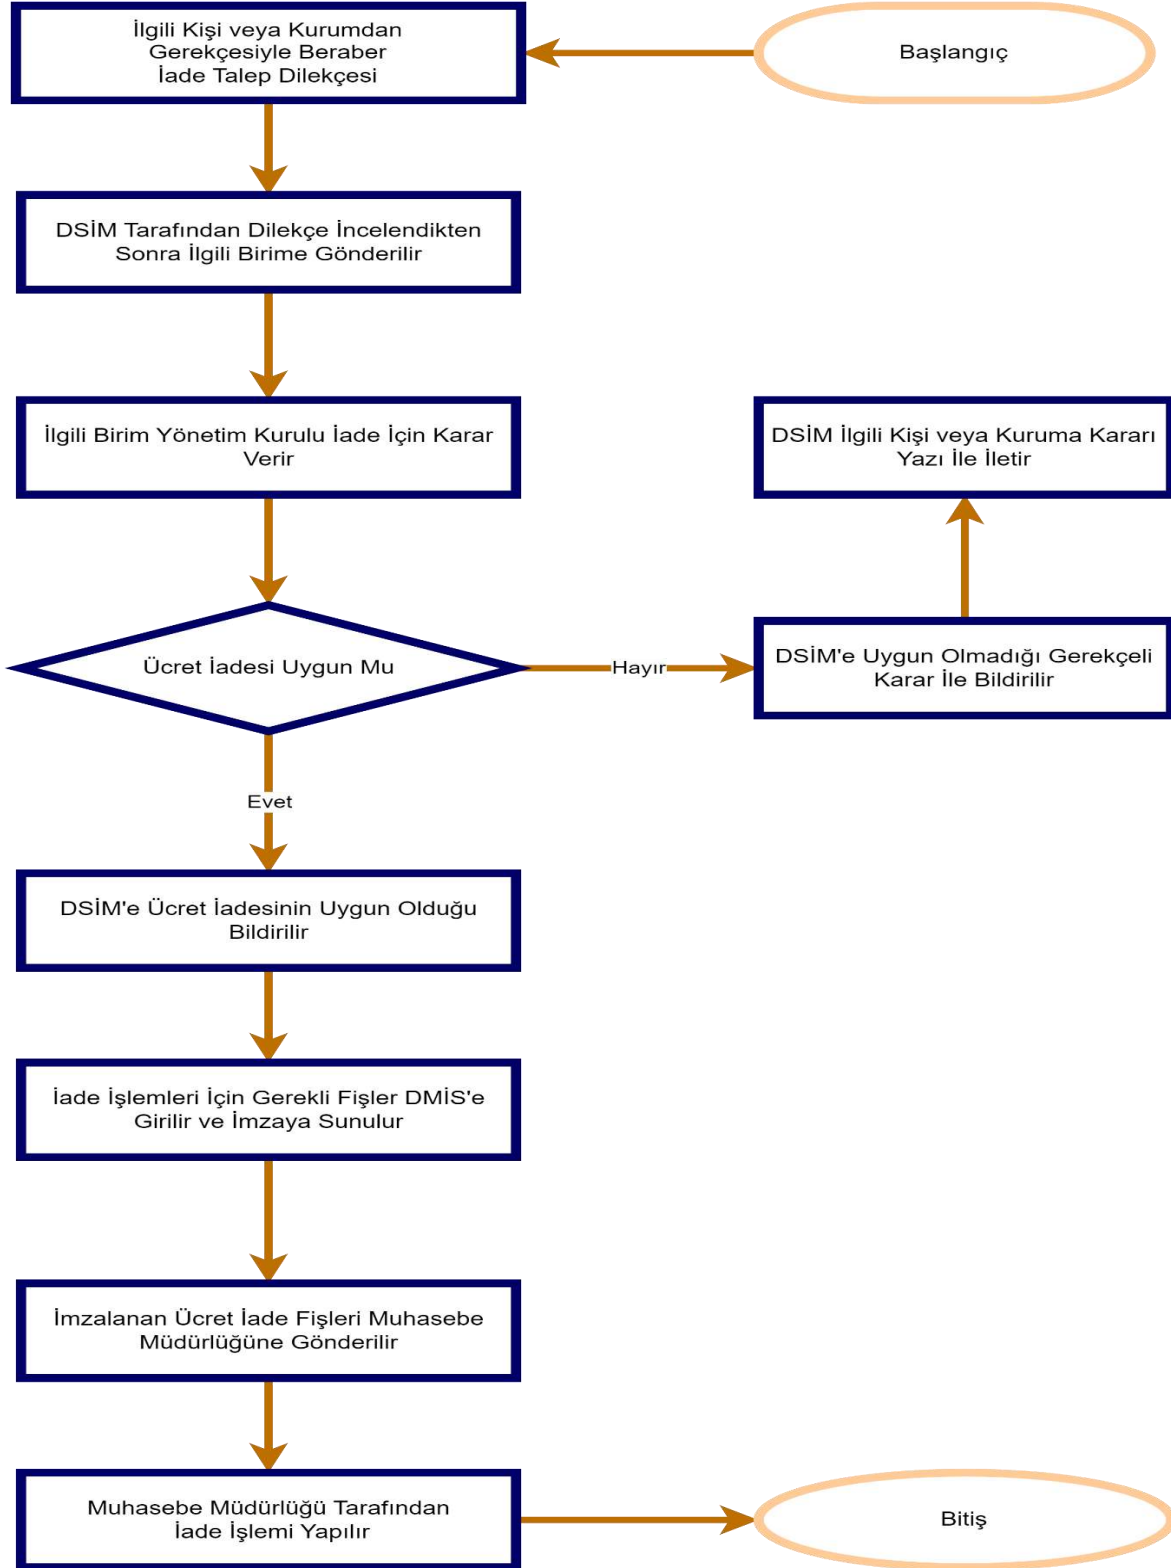 Başlangıç
İlgili Kişi veya Kurumdan
Gerekçesiyle Beraber
İade Talep Dilekçesi
DSİM Tarafından Dilekçe İncelendikten
Sonra İlgili Birime Gönderilir
İlgili Birim Yönetim Kurulu İade İçin Karar
Verir
Ücret İadesi Uygun Mu
Hayır
DSİM'e Uygun Olmadığı Gerekçeli
Karar İle Bildirilir
DSİM İlgili Kişi veya Kuruma Kararı
Yazı İle İletir
Evet
DSİM'e Ücret İadesinin Uygun Olduğu
Bildirilir
İade İşlemleri İçin Gerekli Fişler DMİS'e
Girilir ve İmzaya Sunulur
İmzalanan Ücret İade Fişleri Muhasebe
Müdürlüğüne Gönderilir
Muhasebe Müdürlüğü Tarafından
İade İşlemi Yapılır
Bitiş